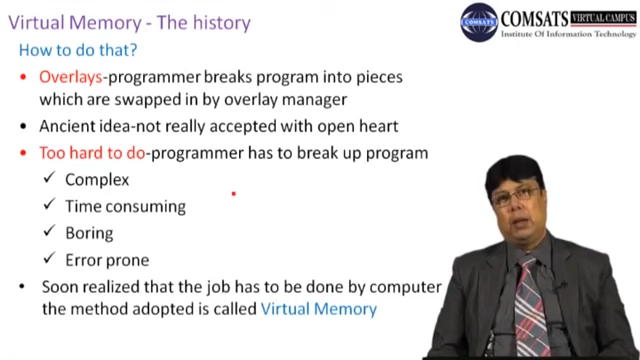 Virtual Memory - The history
COMSATS VIRTUAL CAMPUS
Institute Of Information Technology
How to do that?
• Overlays-programmer breaks program into pieces
which are swapped in by overlay manager
• Ancient idea-not really accepted with open heart
• Too hard to do-programmer has to break up program
✓ Complex
✓ Time consuming
✓ Boring
✓ Error prone
• Soon realized that the job has to be done by computer
the method adopted is called Virtual Memory